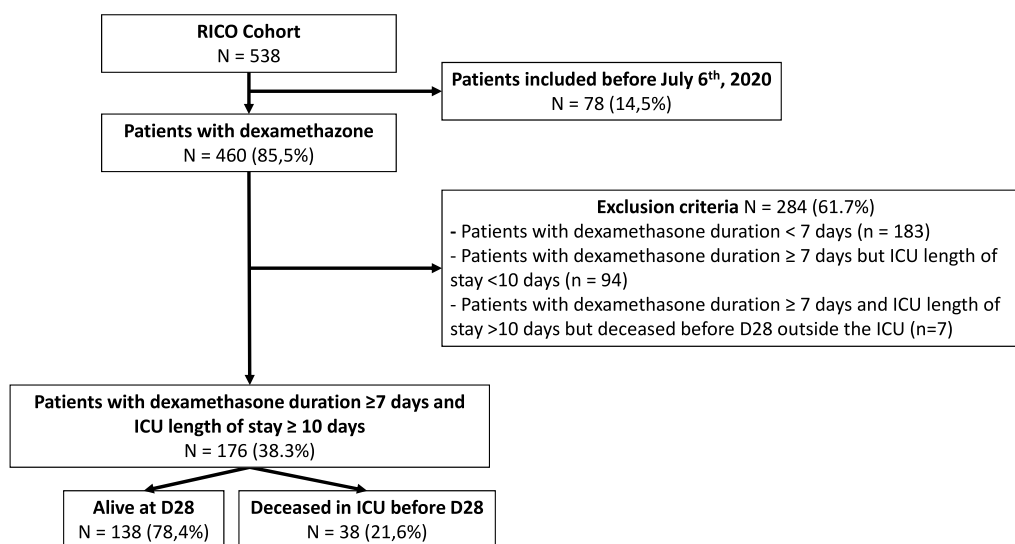 RICO Cohort
N = 538
Patients included before July 6th, 2020
N = 78 (14,5%)
Patients with dexamethazone
N = 460 (85,5%)
Exclusion criteria N = 284 (61.7%)
- Patients with dexamethasone duration < 7 days (n = 183)
- Patients with dexamethasone duration ≥ 7 days but ICU length of
stay <10 days (n = 94)
- Patients with dexamethasone duration ≥ 7 days and ICU length of
stay >10 days but deceased before D28 outside the ICU (n=7)
Patients with dexamethasone duration ≥7 days and
ICU length of stay ≥ 10 days
N = 176 (38.3%)
Alive at D28
N = 138 (78,4%)
Deceased in ICU before D28
N = 38 (21,6%)